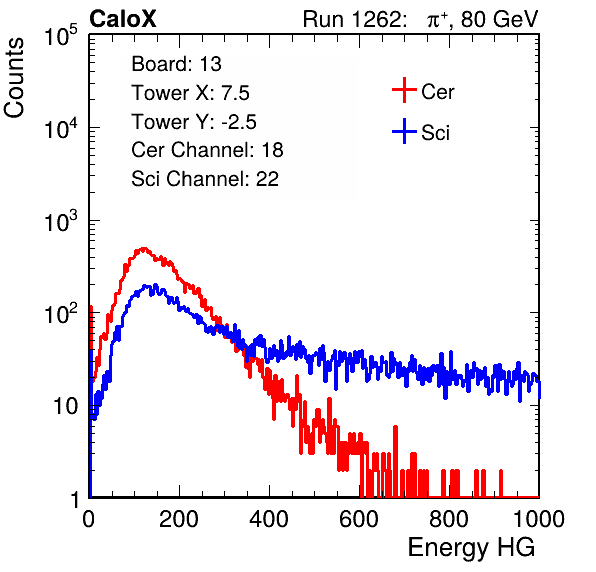 CaloX Run 1262: π⁺, 80 GeV
Counts
10⁵
10⁴
10³
10²
10
1
Board: 13
Tower X: 7.5
Tower Y: -2.5
Cer Channel: 18
Sci Channel: 22
Cer
Sci
0 200 400 600 800 1000
Energy HG